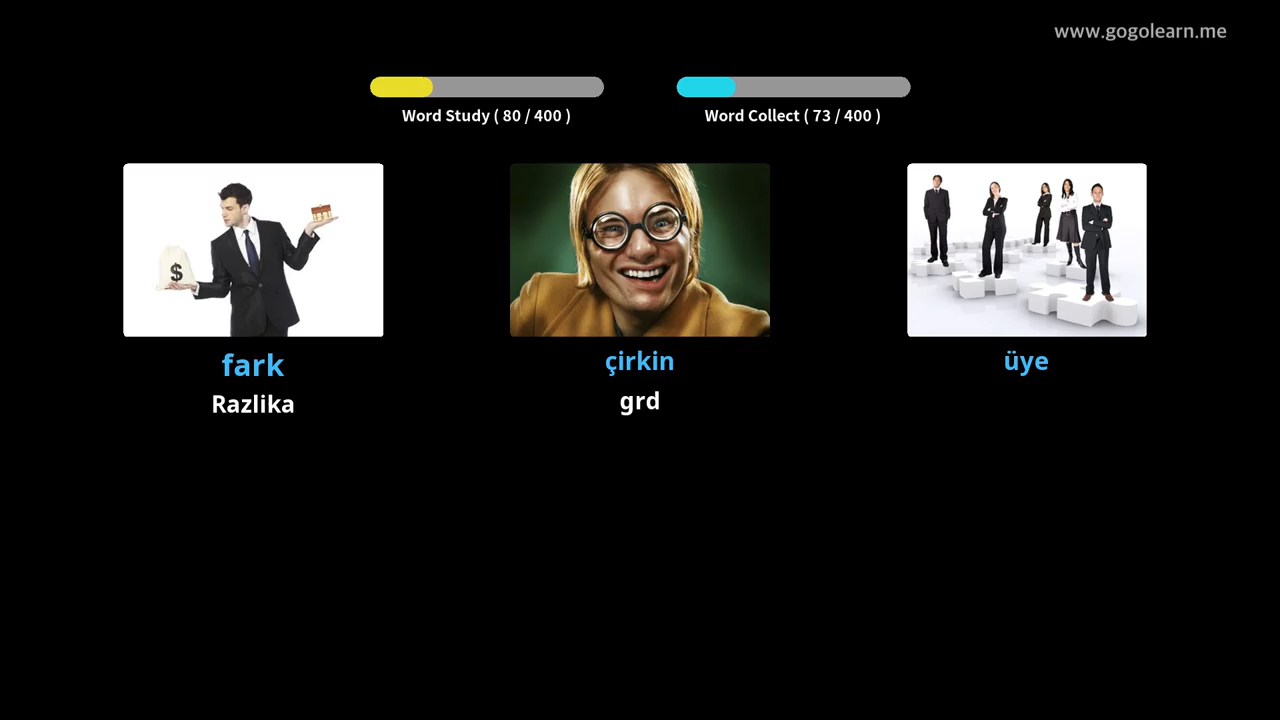 www.gogolearn.me
Word Study ( 80 / 400 )
Word Collect ( 73 / 400 )
$
fark
çirkin
üye
Razlika
grd